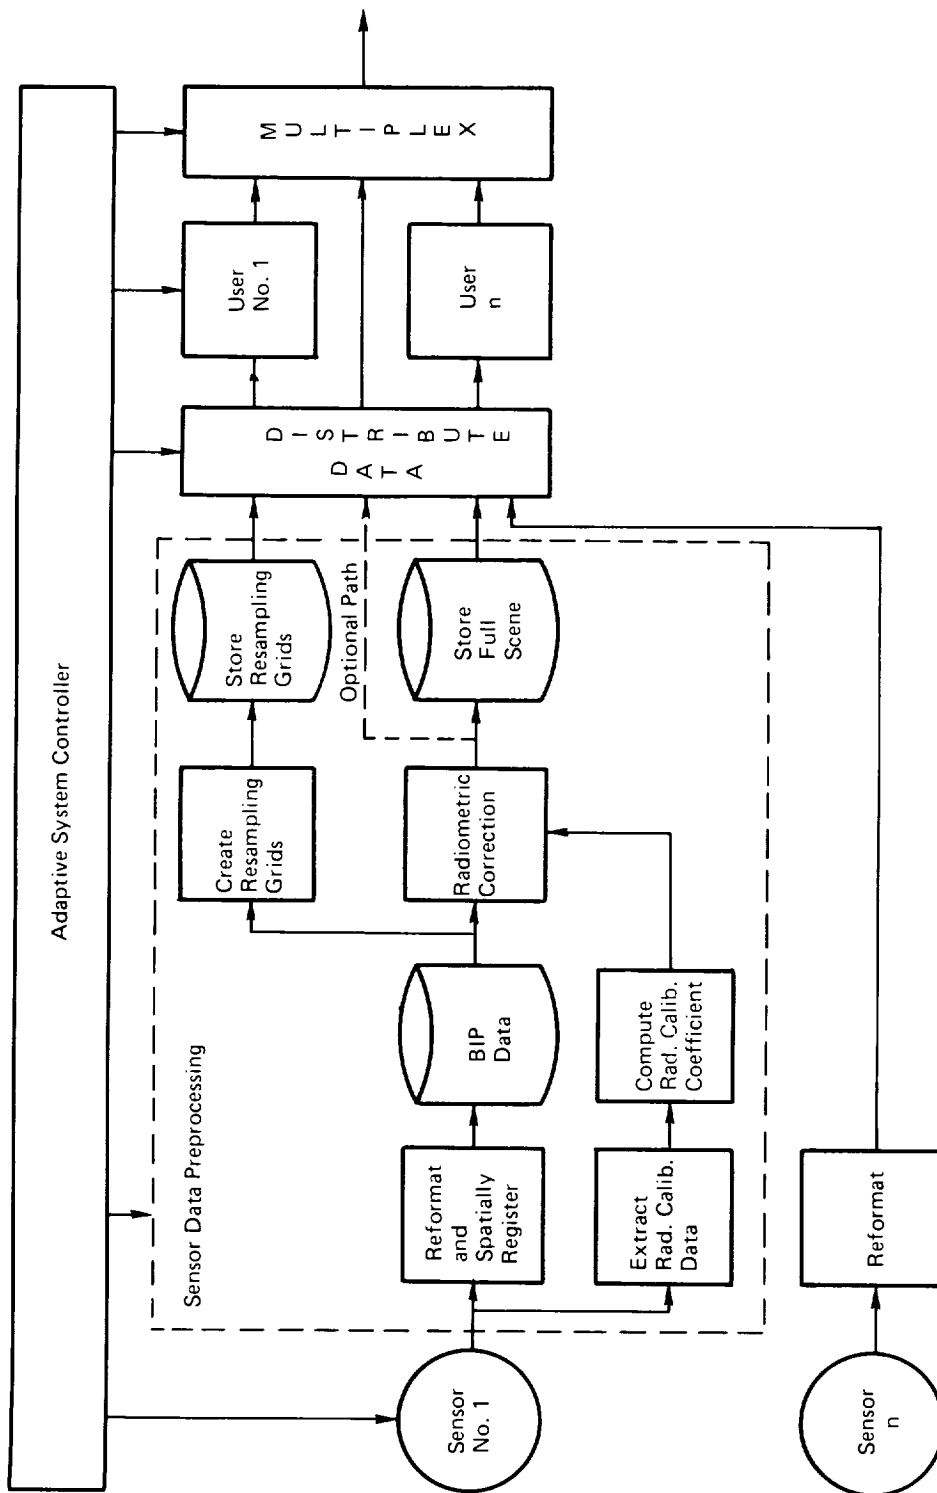 Adaptive System Controller
Sensor Data Preprocessing
Sensor
No. 1
Reformat
and
Spatially
Register
BIP
Data
Create
Resampling
Grids
Store
Resampling
Grids
Optional Path
Radiometric
Correction
Store
Full
Scene
Extract
Rad. Calib.
Data
Compute
Rad. Calib.
Coefficient
DISTRIBUTE
DATA
User
No. 1
User
n
MULTIPLEX
Sensor
n
Reformat